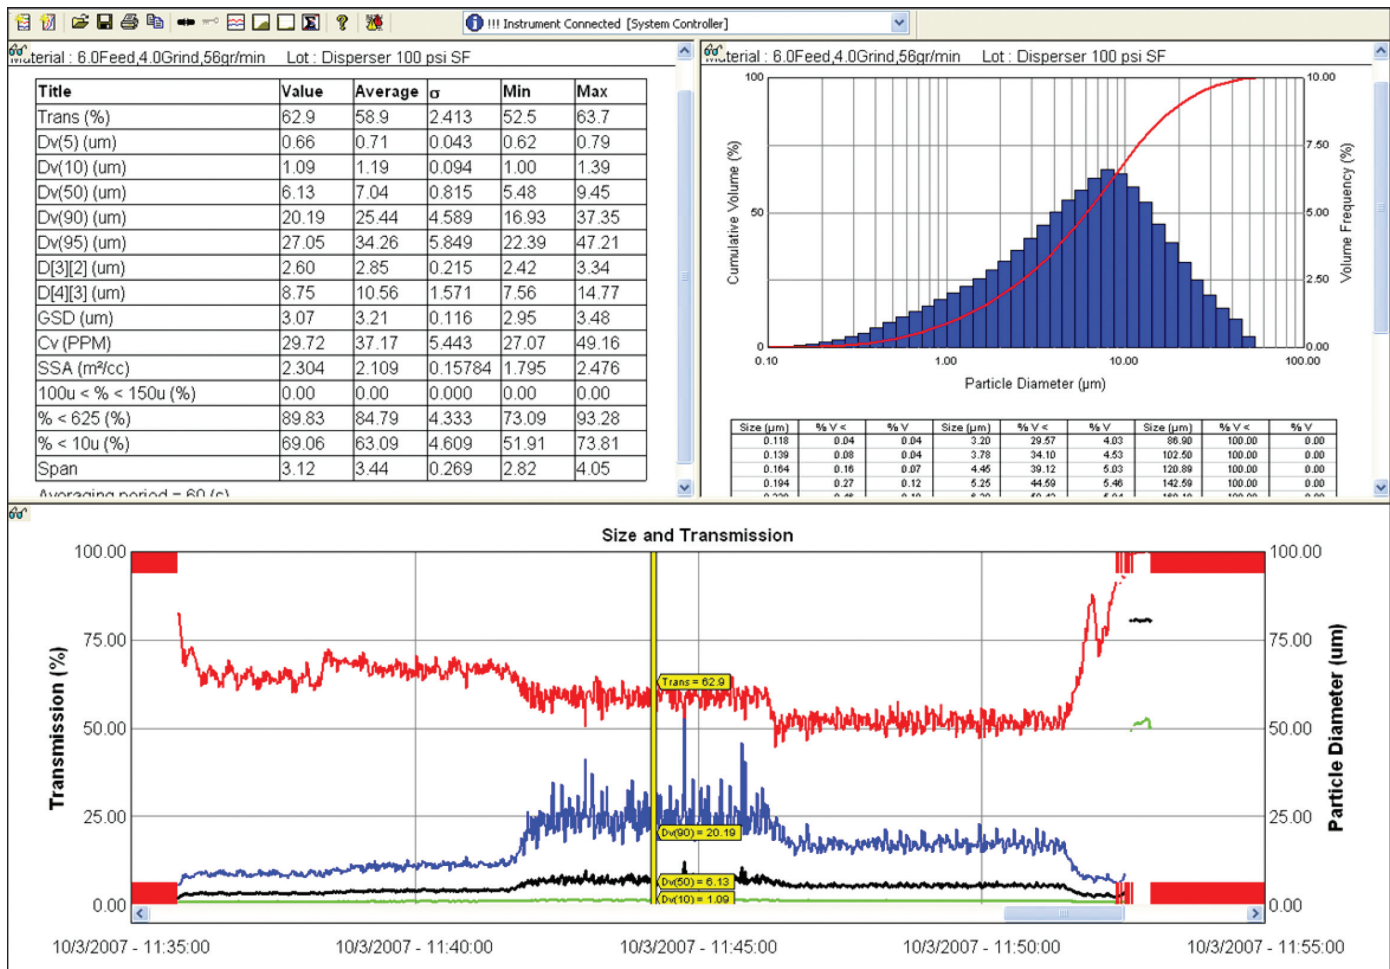 !!! Instrument Connected [System Controller]
Material : 6.0Feed,4.0Grind,56gr/min Lot : Disperser 100 psi SF
Title Value Average σ Min Max
Trans (%) 62.9 58.9 2.413 52.5 63.7
Dv(5) (um) 0.66 0.71 0.043 0.62 0.79
Dv(10) (um) 1.09 1.19 0.094 1.00 1.39
Dv(50) (um) 6.13 7.04 0.815 5.48 9.45
Dv(90) (um) 20.19 25.44 4.589 16.93 37.35
Dv(95) (um) 27.05 34.26 5.849 22.39 47.21
D[3][2] (um) 2.60 2.85 0.215 2.42 3.34
D[4][3] (um) 8.75 10.56 1.571 7.56 14.77
GSD (um) 3.07 3.21 0.116 2.95 3.48
Cv (PPM) 29.72 37.17 5.443 27.07 49.16
SSA (m²/cc) 2.304 2.109 0.15784 1.795 2.476
100u < % < 150u (%) 0.00 0.00 0.000 0.00 0.00
% < 625 (%) 89.83 84.79 4.333 73.09 93.28
% < 10u (%) 69.06 63.09 4.609 51.91 73.81
Span 3.12 3.44 0.269 2.82 4.05
Averaging period = 60 (s)
Material : 6.0Feed,4.0Grind,56gr/min Lot : Disperser 100 psi SF
100 10.00
7.50
50 5.00
2.50
0 0.00
Cumulative Volume (%)
Volume Frequency (%)
0.10 1.00 10.00 100.00
Particle Diameter (µm)
Size (µm) % V < % V Size (µm) % V < % V Size (µm) % V < % V
0.118 0.04 0.04 3.20 29.57 4.03 86.90 100.00 0.00
0.139 0.08 0.04 3.78 34.10 4.53 102.50 100.00 0.00
0.164 0.16 0.07 4.45 39.12 5.03 120.89 100.00 0.00
0.194 0.27 0.12 5.25 44.59 5.46 142.59 100.00 0.00
Size and Transmission
100.00 100.00
75.00 75.00
50.00 50.00
25.00 25.00
0.00 0.00
Transmission (%)
Particle Diameter (um)
Trans = 62.9
Dv(90) = 20.19
Dv(50) = 6.13
Dv(10) = 1.09
10/3/2007 - 11:35:00 10/3/2007 - 11:40:00 10/3/2007 - 11:45:00 10/3/2007 - 11:50:00 10/3/2007 - 11:55:00